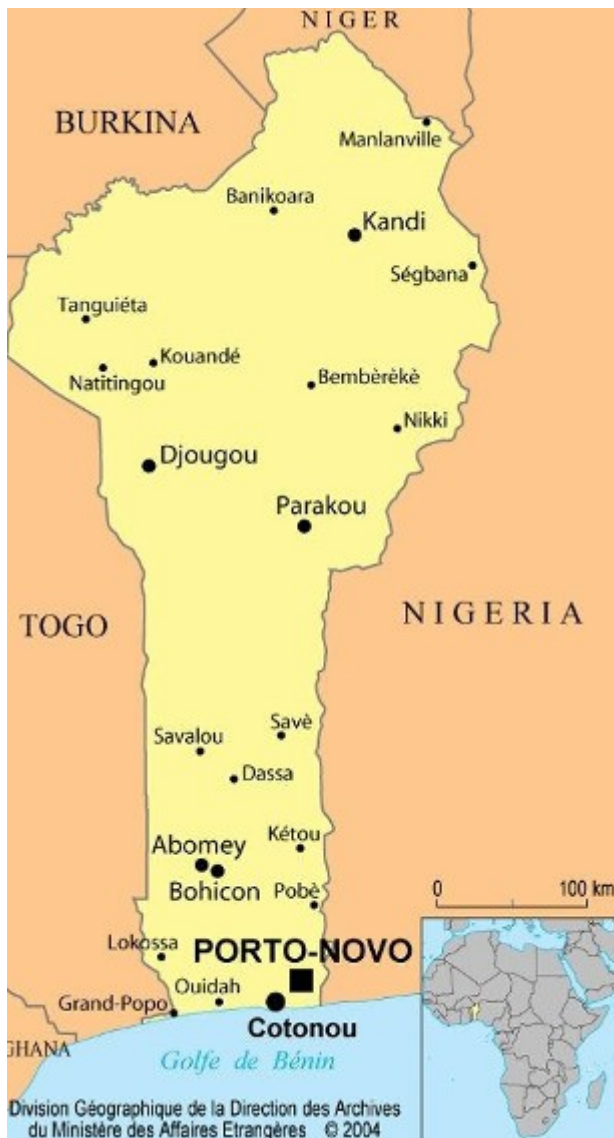 NIGER
BURKINA
Manlanville
Banikoara
Kandi
Ségbana
Tanguiéta
Kouandé
Natitingou
Bembèrèkè
Nikki
Djougou
Parakou
TOGO
NIGERIA
Savè
Savalou
Dassa
Kétou
Abomey
Bohicon
Pobè
0 100 km
Lokossa
PORTO-NOVO
Ouidah
Grand-Popo
Cotonou
GHANA
Golfe de Bénin
Division Géographique de la Direction des Archives
du Ministère des Affaires Etrangères © 2004